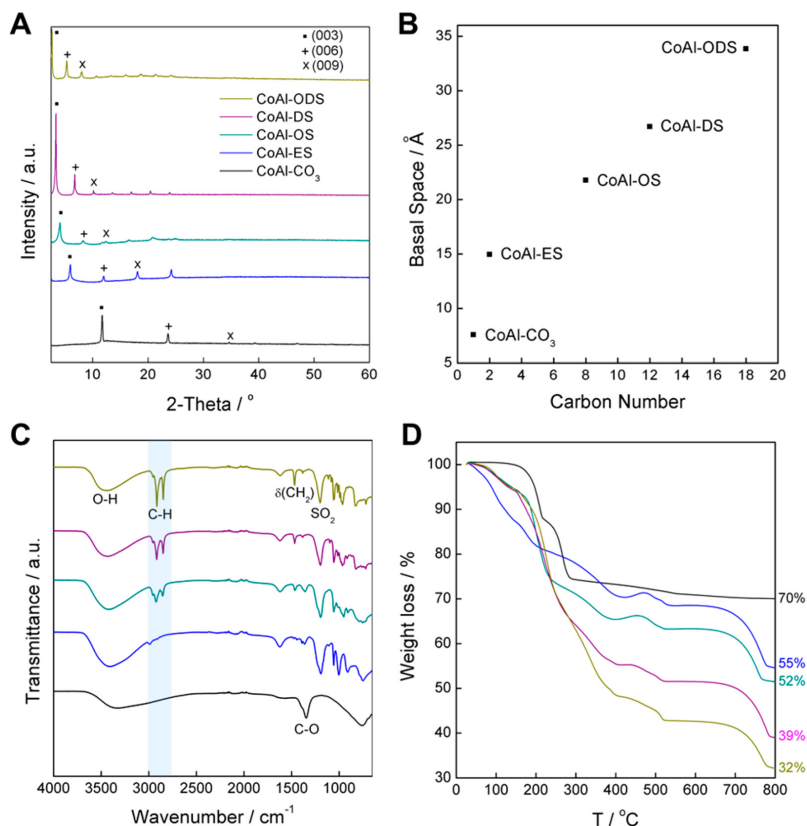 A
▪ (003)
+ (006)
x (009)
▪
+
x
CoAl-ODS
CoAl-DS
CoAl-OS
CoAl-ES
CoAl-CO₃
▪
+
x
▪
+
x
▪
+
x
▪
+
x
Intensity / a.u.
10 20 30 40 50 60
2-Theta / °
B
35
30
25
20
15
10
5
CoAl-ODS
CoAl-DS
CoAl-OS
CoAl-ES
CoAl-CO₃
Basal Space / Å
0 2 4 6 8 10 12 14 16 18 20
Carbon Number
C
O-H
C-H
δ(CH₂)
SO₂
C-O
Transmittance / a.u.
4000 3500 3000 2500 2000 1500 1000
Wavenumber / cm⁻¹
D
100
90
80
70
60
50
40
30
70%
55%
52%
39%
32%
Weight loss / %
0 100 200 300 400 500 600 700 800
T / °C